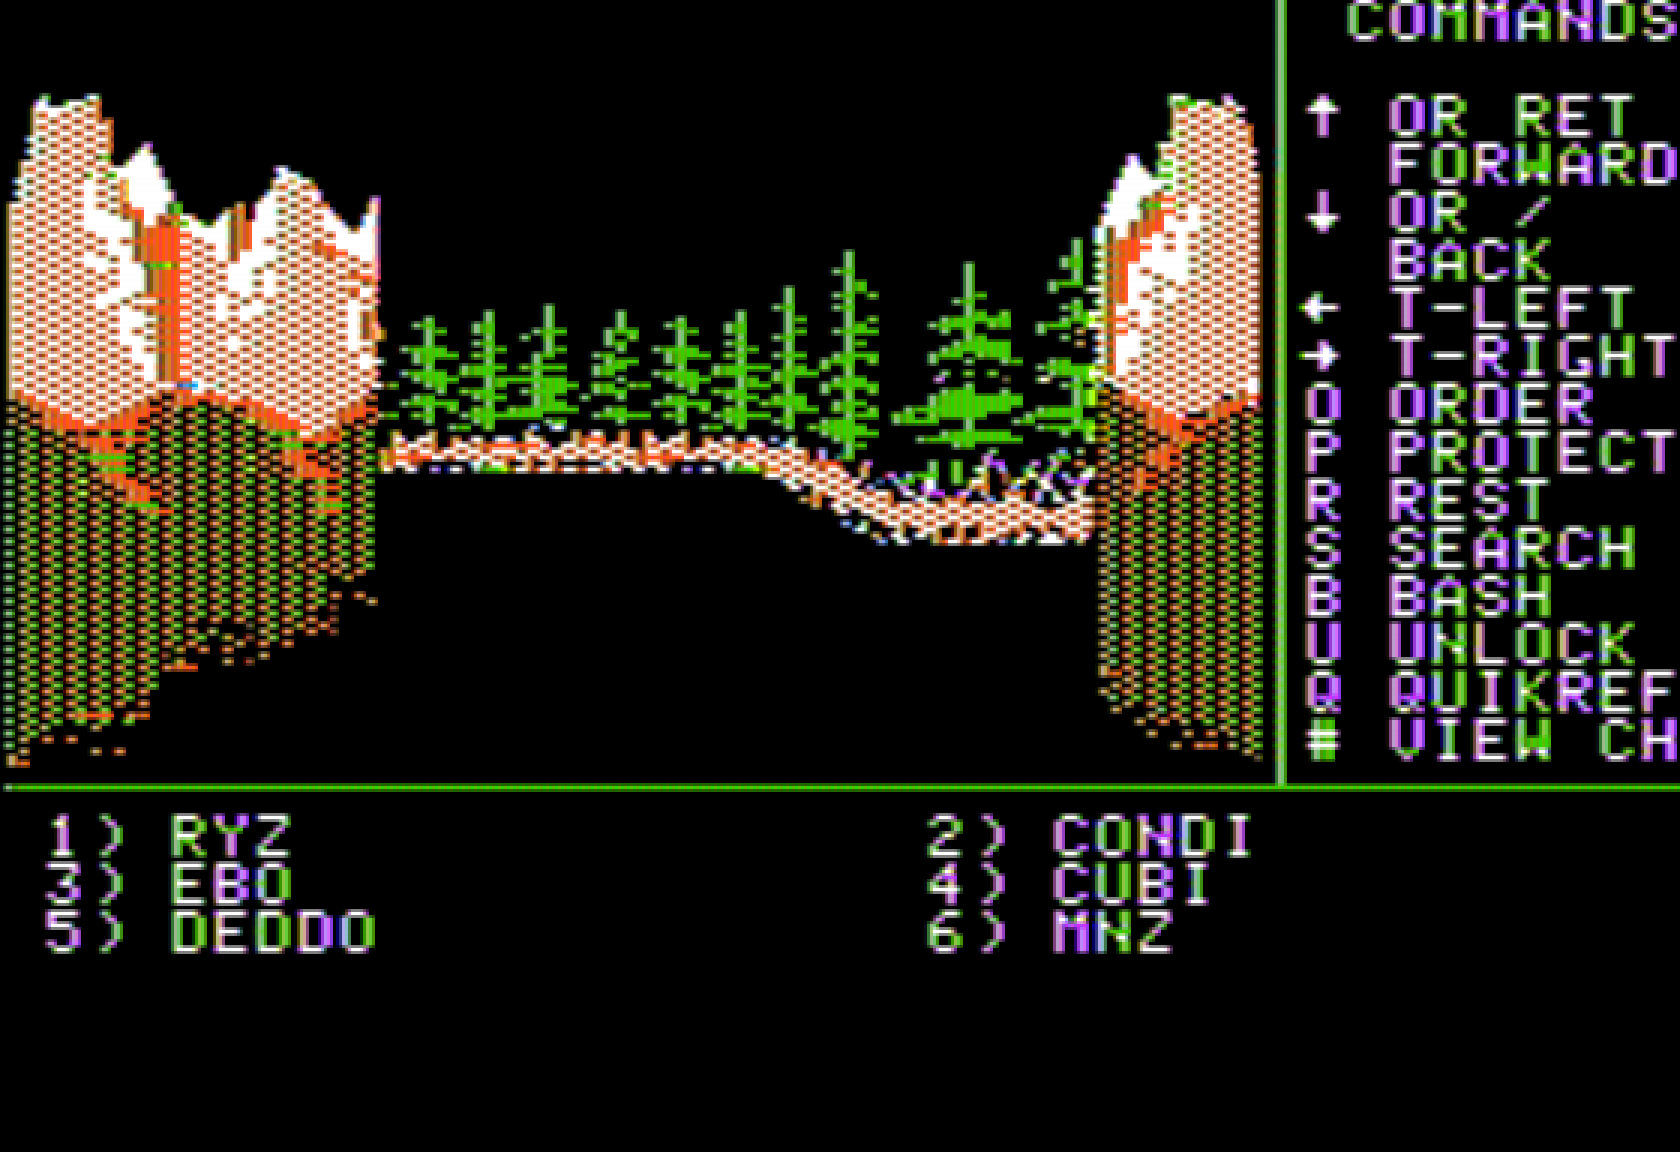 COMMANDS
↑ OR RET
FORWARD
↓ OR /
BACK
← T-LEFT
→ T-RIGHT
O ORDER
P PROTECT
R REST
S SEARCH
B BASH
U UNLOCK
Q QUIKREF
# VIEW CH
1) RYZ 2) CONDI
3) EBO 4) CUBI
5) DEDDO 6) MNZ